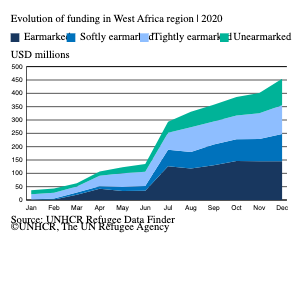 Evolution of funding in West Africa region | 2020
Earmarked Softly earmarked Tightly earmarked Unearmarked
USD millions
500
450
400
350
300
250
200
150
100
50
0
Jan Feb Mar Apr May Jun Jul Aug Sep Oct Nov Dec
Source: UNHCR Refugee Data Finder
©UNHCR, The UN Refugee Agency